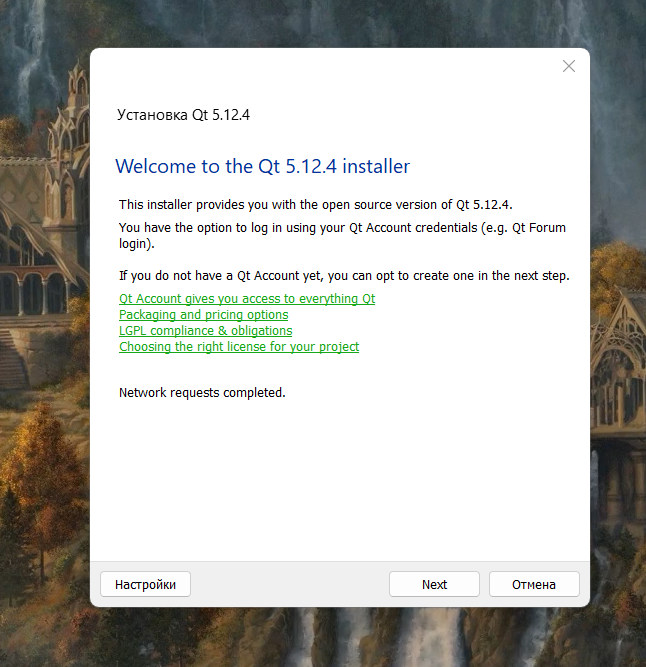 Установка Qt 5.12.4
Welcome to the Qt 5.12.4 installer
This installer provides you with the open source version of Qt 5.12.4.
You have the option to log in using your Qt Account credentials (e.g. Qt Forum
login).
If you do not have a Qt Account yet, you can opt to create one in the next step.
Qt Account gives you access to everything Qt
Packaging and pricing options
LGPL compliance & obligations
Choosing the right license for your project
Network requests completed.
Настройки Next Отмена